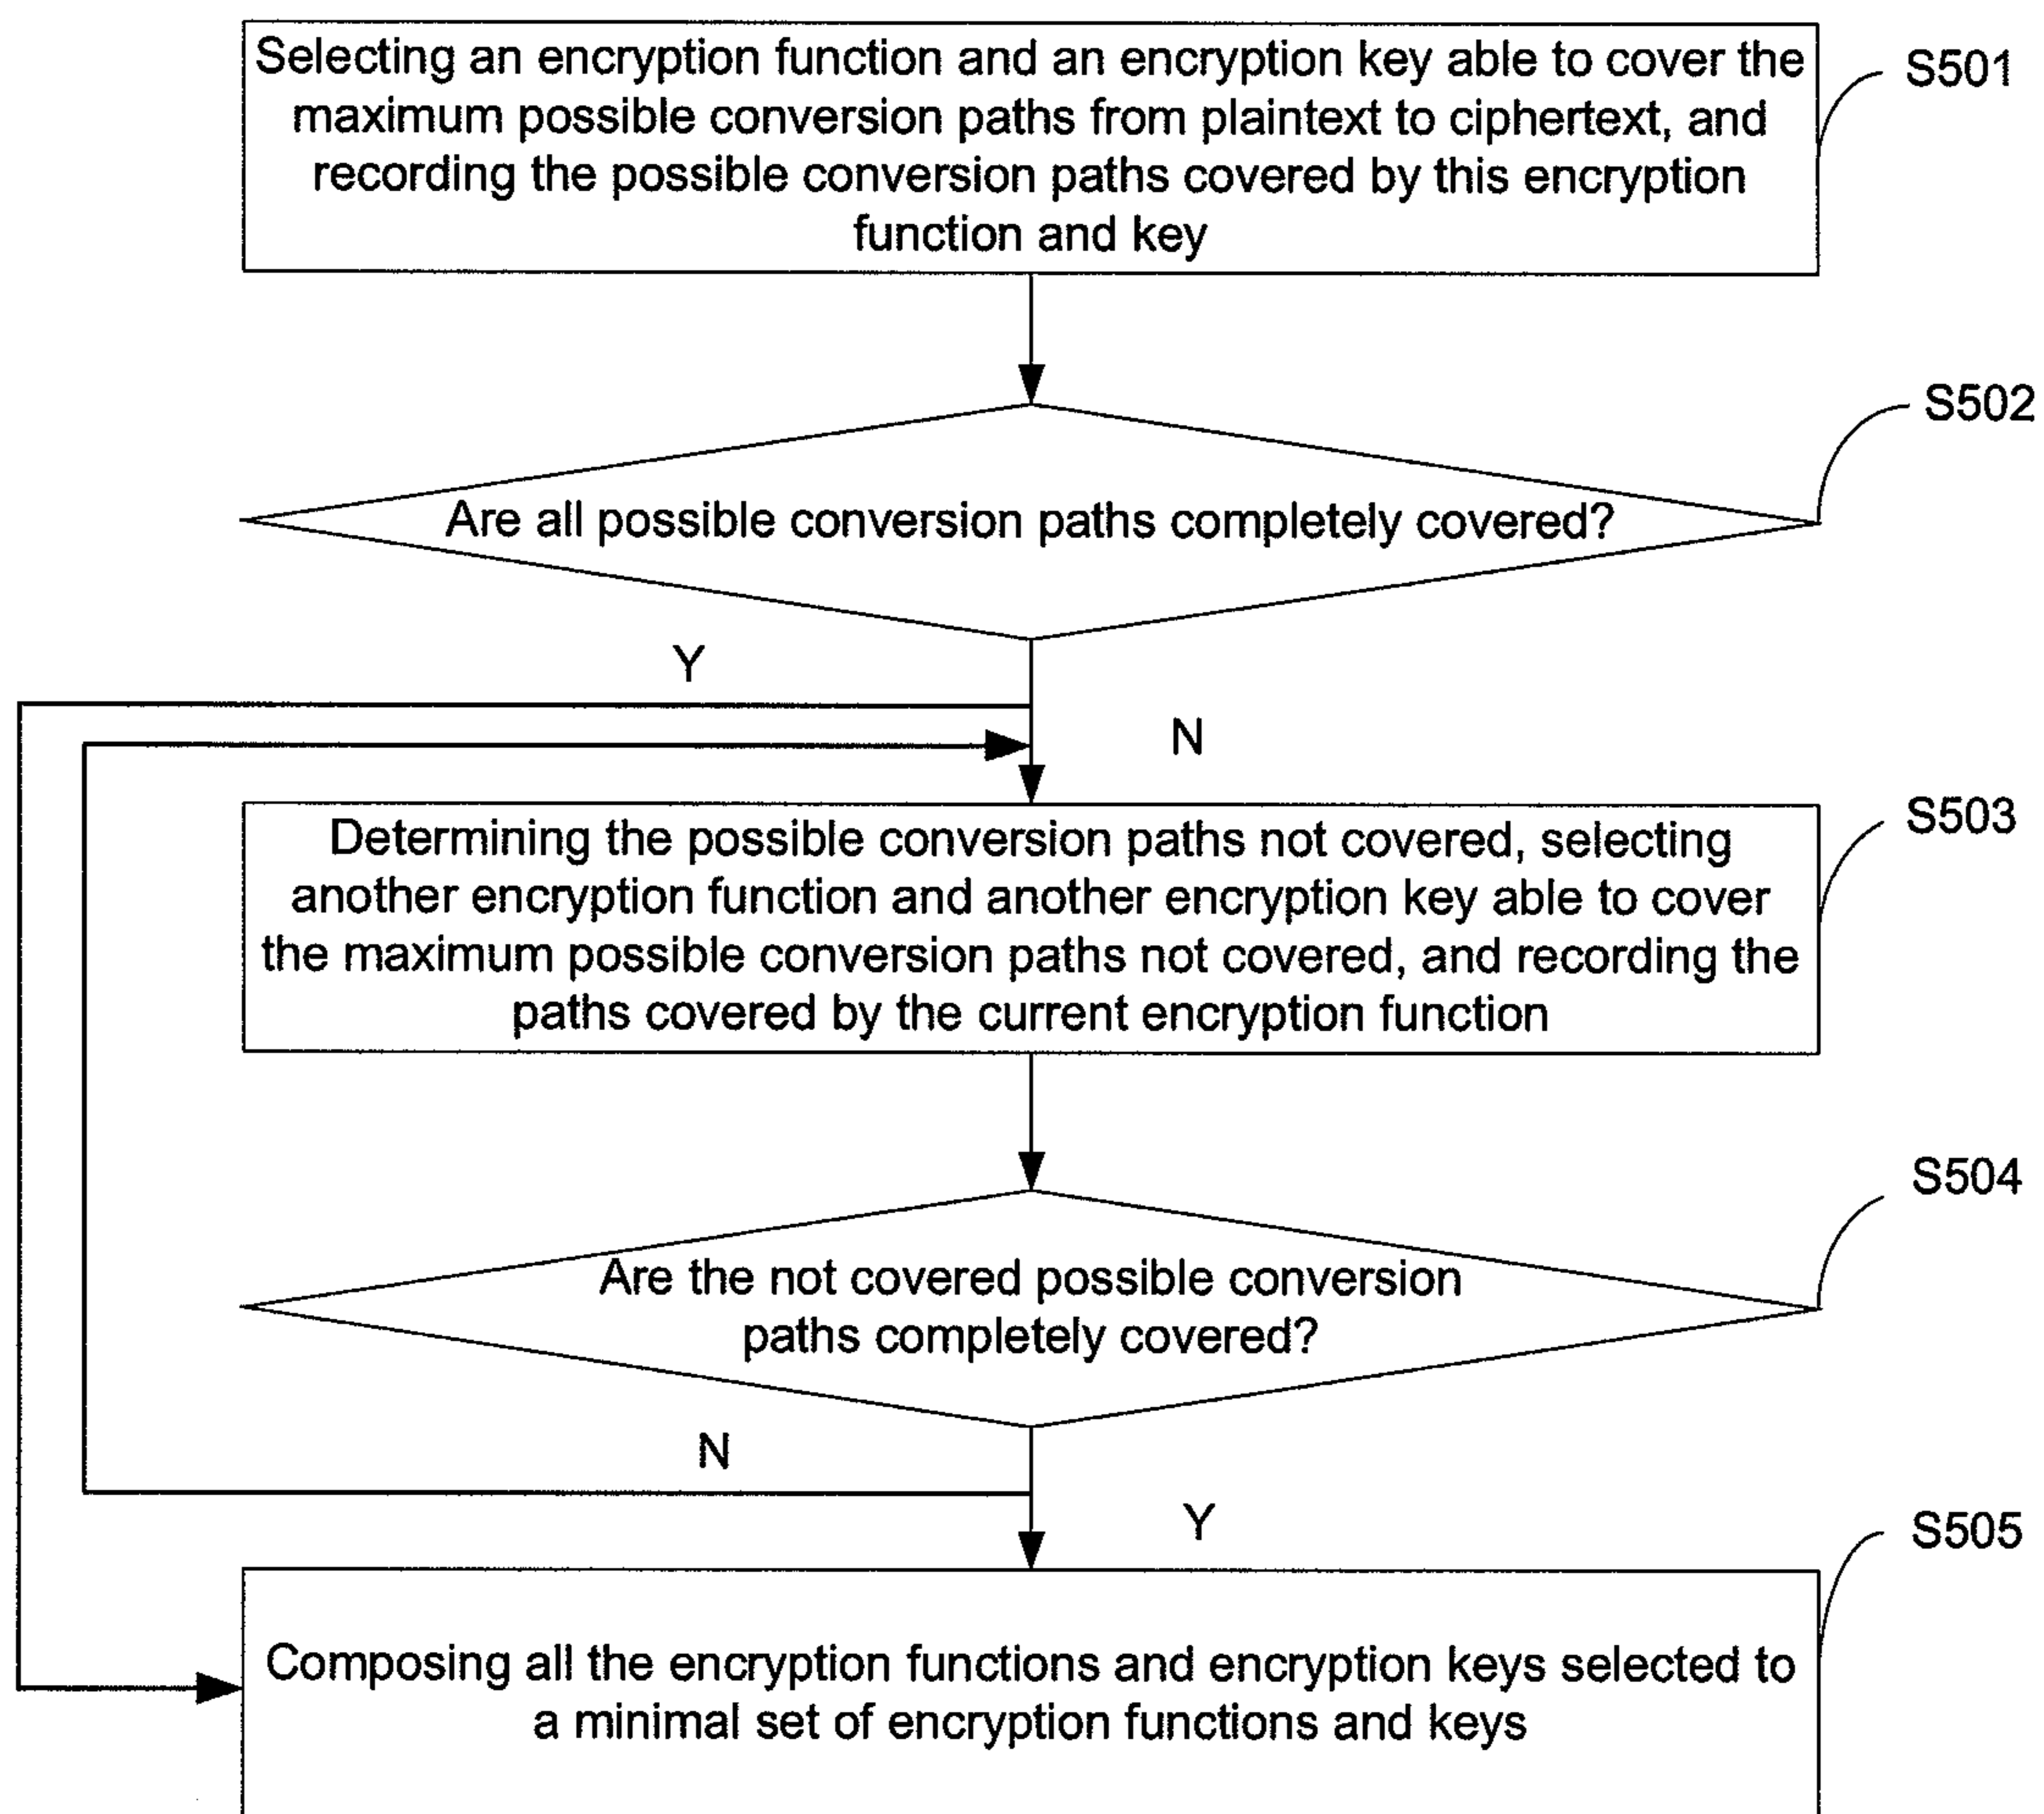 Selecting an encryption function and an encryption key able to cover the
maximum possible conversion paths from plaintext to ciphertext, and
recording the possible conversion paths covered by this encryption
function and key
S501
S502
Are all possible conversion paths completely covered?
Y
N
S503
Determining the possible conversion paths not covered, selecting
another encryption function and another encryption key able to cover
the maximum possible conversion paths not covered, and recording the
paths covered by the current encryption function
S504
Are the not covered possible conversion
paths completely covered?
N
Y
S505
Composing all the encryption functions and encryption keys selected to
a minimal set of encryption functions and keys